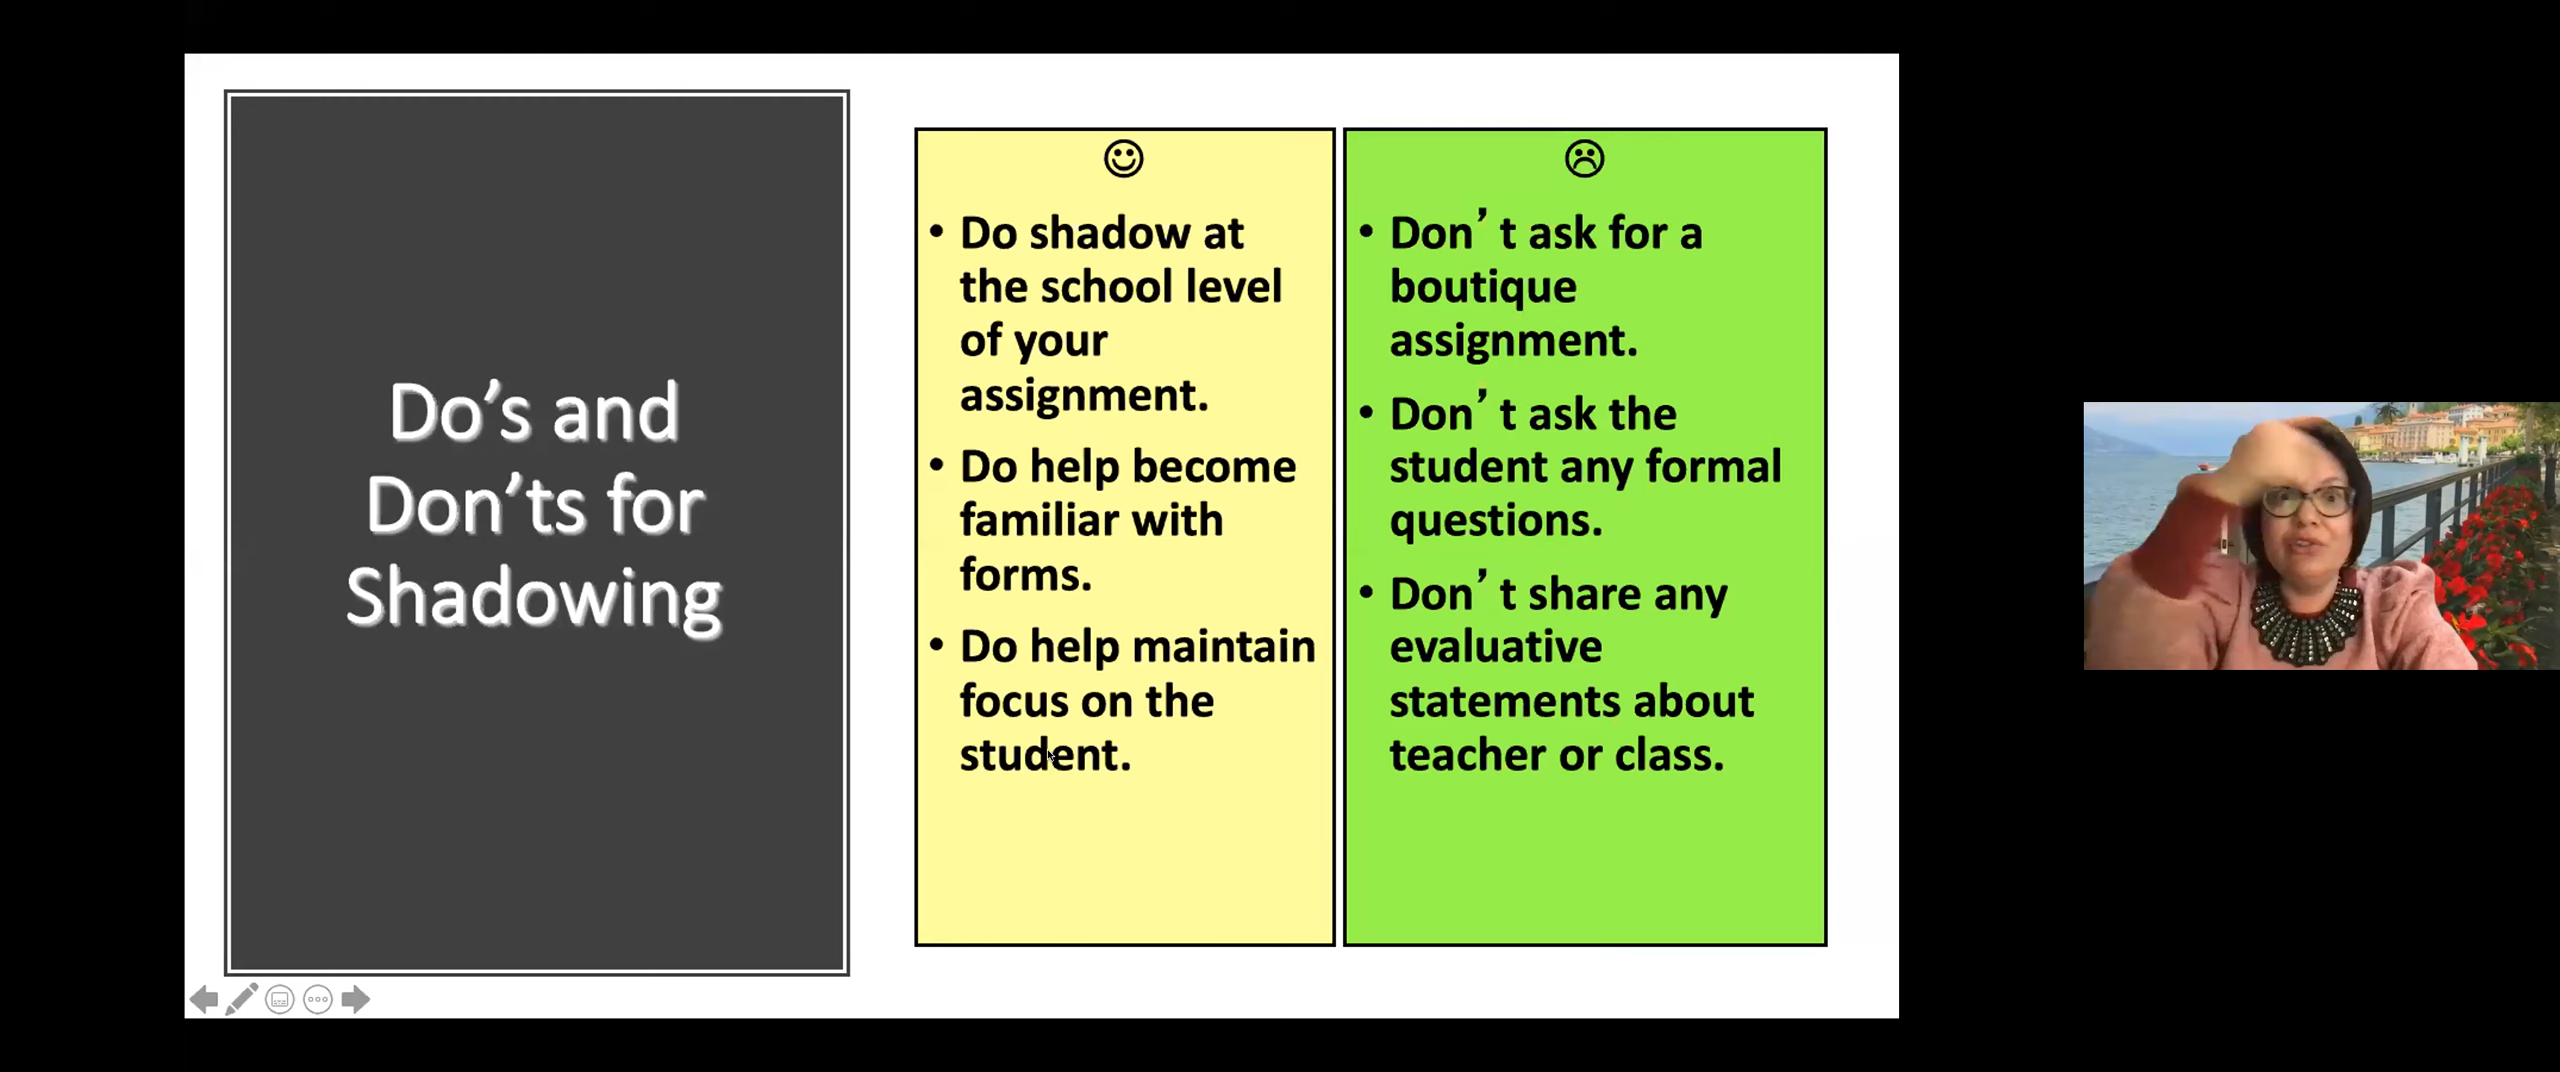 Do’s and
Don’ts for
Shadowing
☺
• Do shadow at
the school level
of your
assignment.
• Do help become
familiar with
forms.
• Do help maintain
focus on the
student.
☹
• Don’t ask for a
boutique
assignment.
• Don’t ask the
student any formal
questions.
• Don’t share any
evaluative
statements about
teacher or class.